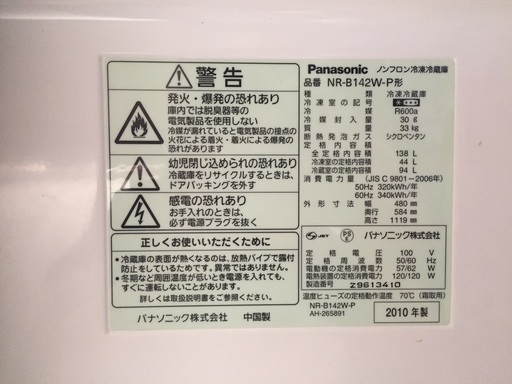 警告
発火・爆発の恐れあり
庫内では脱臭器等の
電気製品を使用しない
冷媒が漏れていると電気製品の接点の
火花による着火・着火による爆発の
恐れがあります
幼児閉じ込められの恐れあり
冷蔵庫をリサイクルするときは、
ドアパッキングを外す
感電の恐れあり
お手入れのときは、
必ず電源プラグを抜く
正しくお使いいただくために
●冷蔵庫の表面が熱くなるのは、放熱パイプで露付
防止をしているためです。異常ではありません。
●冬期など周囲温度が低いとき電源を入れても、
すぐに運転しないことがあります。
詳しくは取扱説明書をご覧ください。
パナソニック株式会社 中国製
Panasonic ノンフロン冷凍冷蔵庫
品番 NR-B142W-P形
種類 冷凍冷蔵庫
冷凍室の記号
冷媒 R600a
冷媒封入量 30g
質量 33kg
断熱発泡ガス シクロペンタン
定格内容積
全定格内容積 138L
冷凍室の定格内容積 44L
冷蔵室の定格内容積 94L
消費電力量 (JIS C 9801-2006年)
50Hz 320kWh/年
60Hz 340kWh/年
外形寸法 幅 480mm
奥行 584mm
高さ 1119mm
JET PSE パナソニック株式会社
定格電圧 100V
定格周波数 50/60Hz
電動機の定格消費電力 57/62W
電熱装置の定格消費電力 120/120W
製造番号 Z9613410
温度ヒューズの定格動作温度 70℃(霜取用)
NR-B142W-P
AH-265891
2010年製